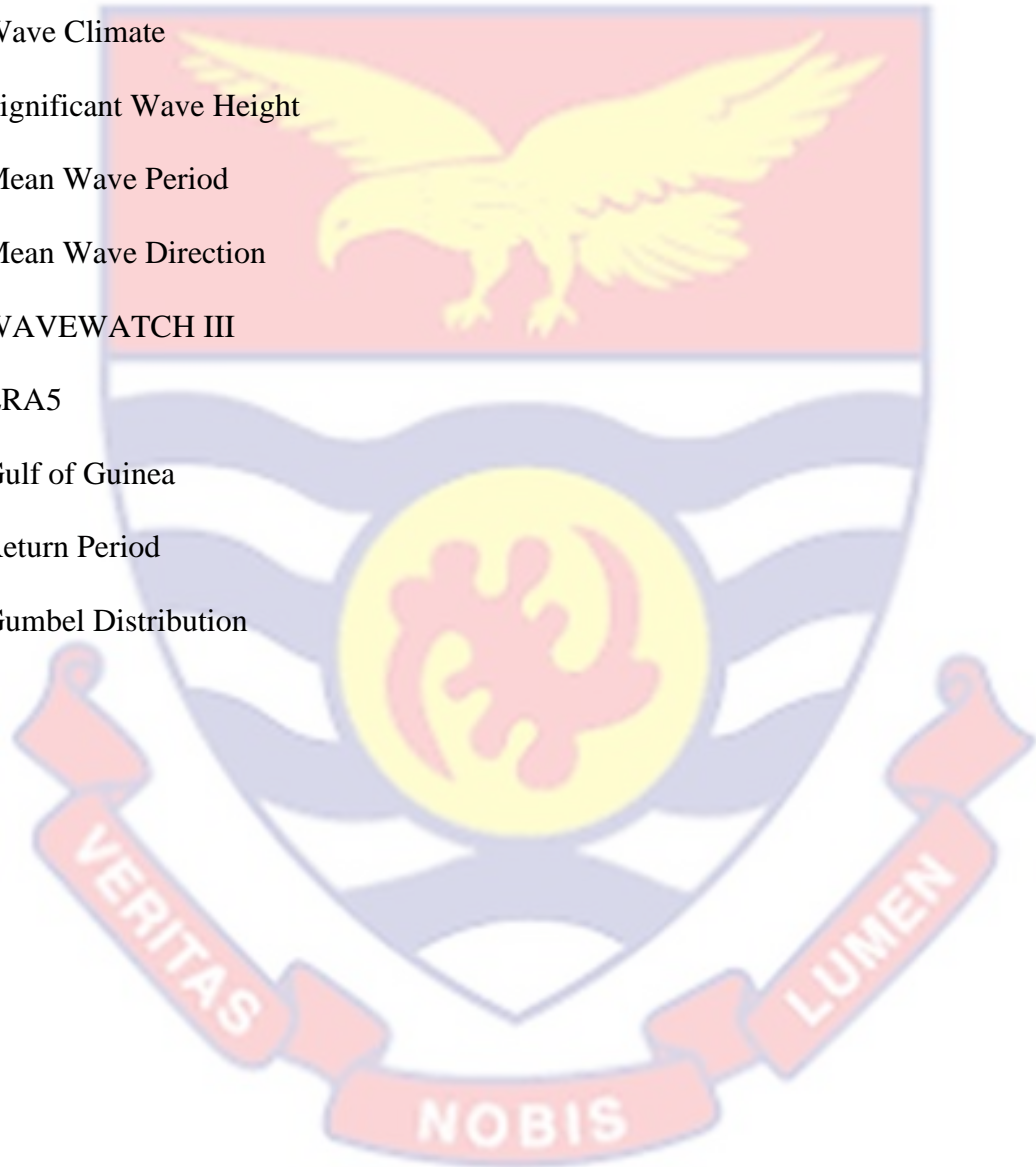 Wave Climate
ignificant Wave Height
Mean Wave Period
Mean Wave Direction
WAVEWATCH III
ERA5
Gulf of Guinea
Return Period
Gumbel Distribution
VERITAS
NOBIS
LUMEN